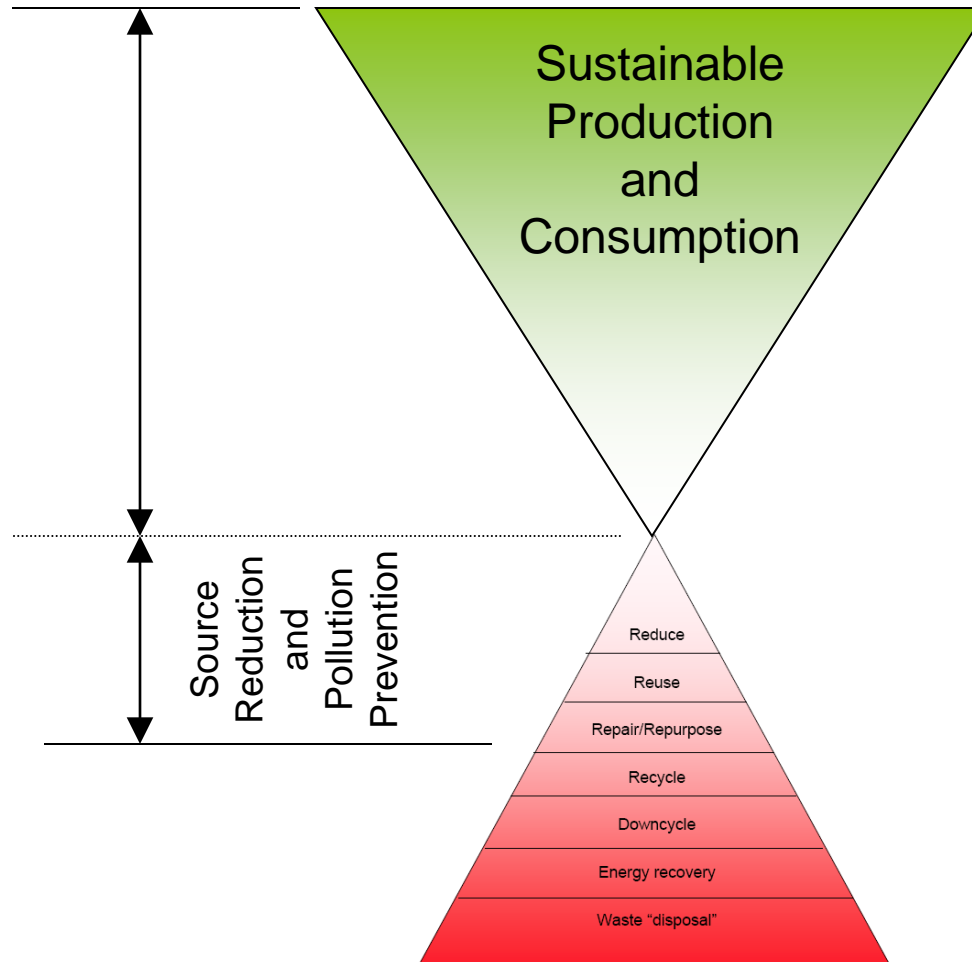 Sustainable
Production
and
Consumption
Source
Reduction
and
Pollution
Prevention
Reduce
Reuse
Repair/Repurpose
Recycle
Downcycle
Energy recovery
Waste “disposal”